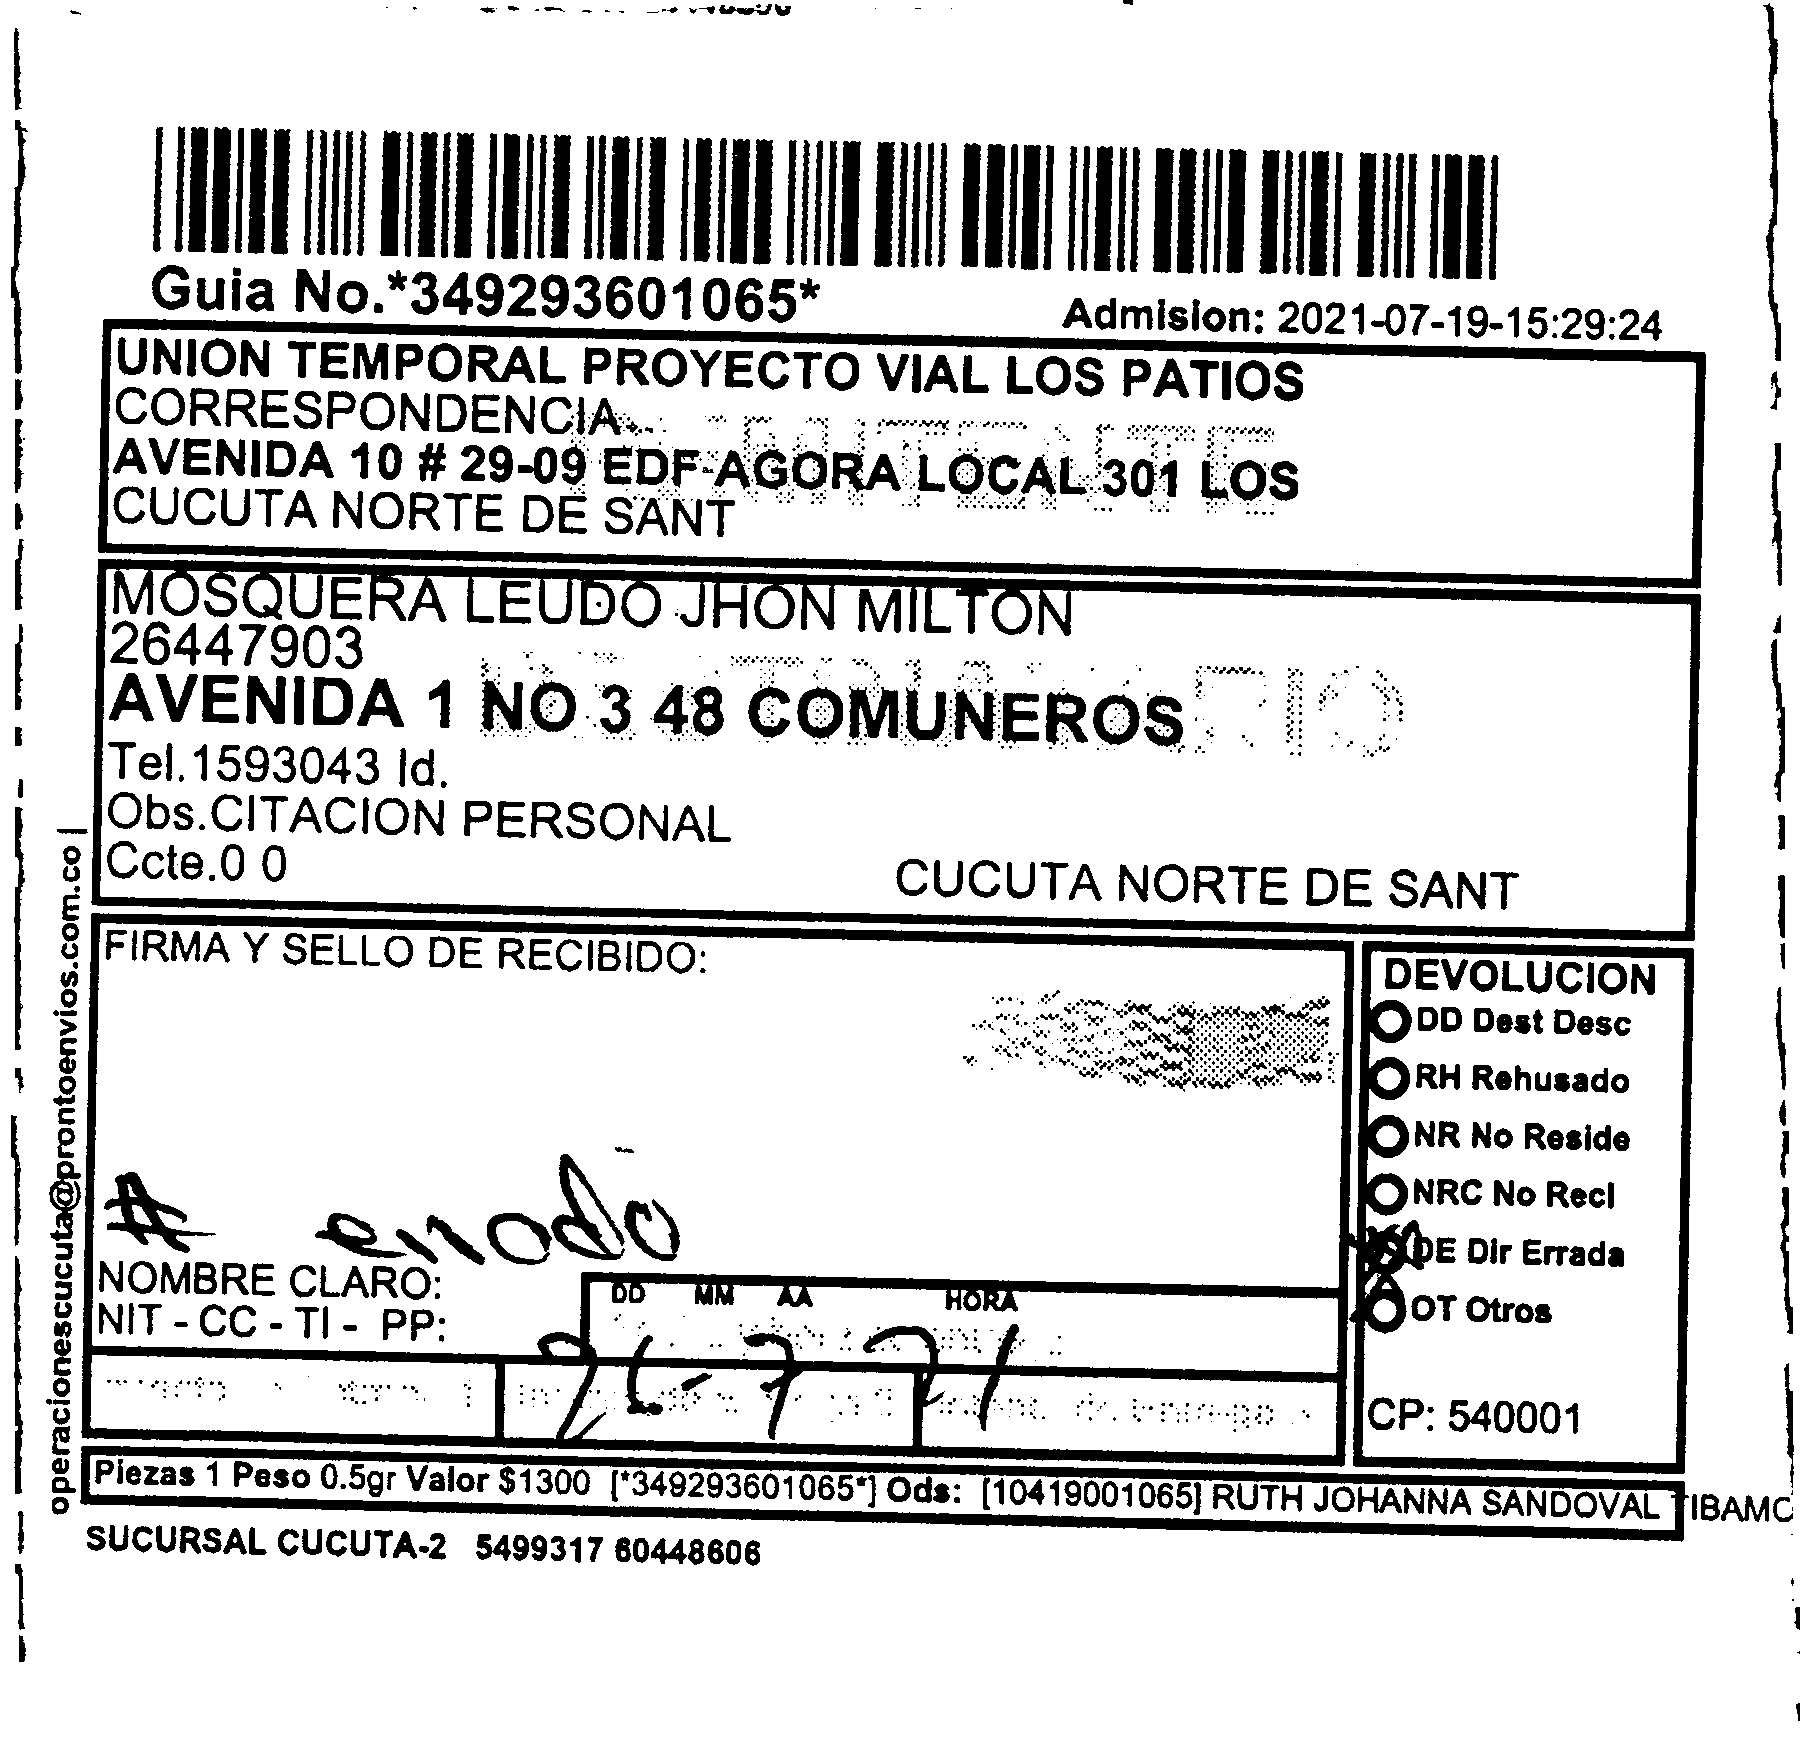 Guia No.*349293601065*
Admision: 2021-07-19-15:29:24
UNION TEMPORAL PROYECTO VIAL LOS PATIOS
CORRESPONDENCIA
REMITENTE
AVENIDA 10 # 29-09 EDF AGORA LOCAL 301 LOS
CUCUTA NORTE DE SANT
MOSQUERA LEUDO JHON MILTON
26447903
DESTINATARIO
AVENIDA 1 NO 3 48 COMUNEROS
Tel.1593043 Id.
Obs.CITACION PERSONAL
Ccte.0 0
CUCUTA NORTE DE SANT
operacionescucuta@prontoenvios.com.co |
FIRMA Y SELLO DE RECIBIDO:
# errado
NOMBRE CLARO:
NIT - CC - TI - PP:
DD MM AA HORA
21-7 21
DEVOLUCION
DD Dest Desc
RH Rehusado
NR No Reside
NRC No Recl
DE Dir Errada
OT Otros
CP: 540001
Piezas 1 Peso 0.5gr Valor $1300 [*349293601065*] Ods: [10419001065] RUTH JOHANNA SANDOVAL TIBAMO
SUCURSAL CUCUTA-2 5499317 60448606